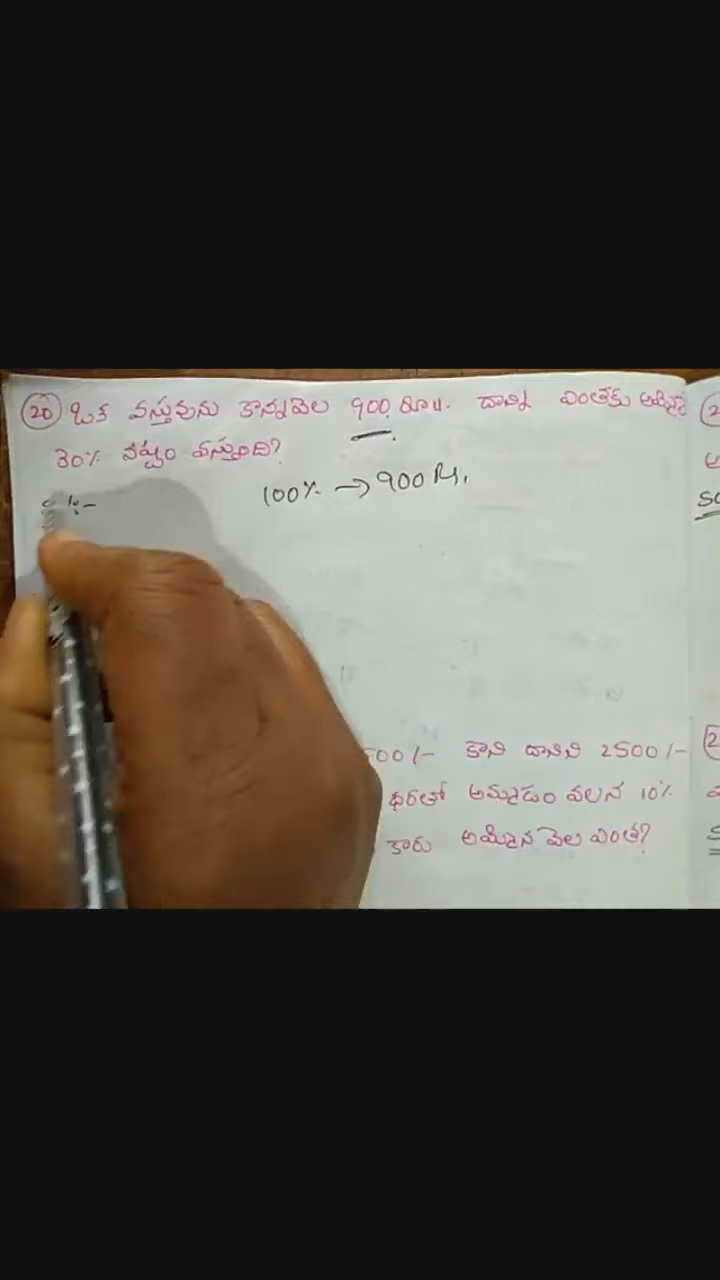 20 ఒక వస్తువును కొన్నవెల 900 రూ॥. దాన్ని ఎంతకు అమ్మితే
30% నష్టం వస్తుంది?
100% → 900 Rs.
500/- కాని దానిని 2500/-
ధరతో అమ్మడం వలన 10%
కారు అమ్మిన వెల ఎంత?